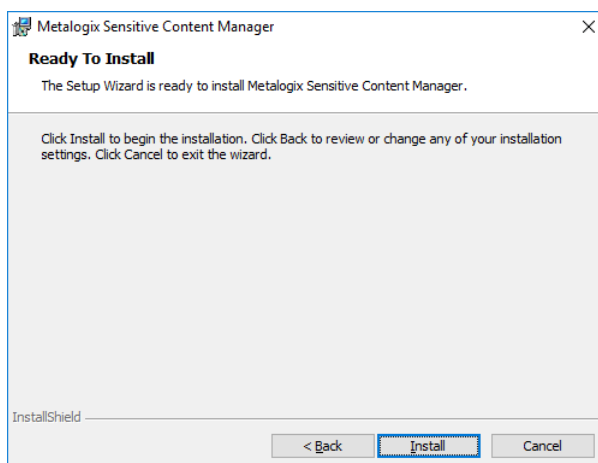 Metalogix Sensitive Content Manager
Ready To Install
The Setup Wizard is ready to install Metalogix Sensitive Content Manager.
Click Install to begin the installation. Click Back to review or change any of your installation
settings. Click Cancel to exit the wizard.
InstallShield
< Back Install Cancel